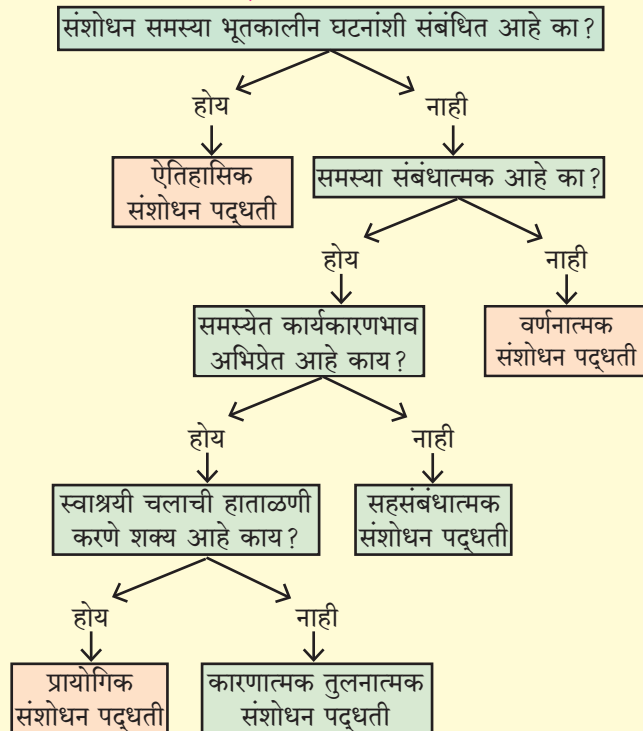 संशोधन समस्या भूतकालीन घटनांशी संबंधित आहे का?
होय नाही
ऐतिहासिक
संशोधन पद्धती
समस्या संबंधात्मक आहे का?
होय नाही
समस्येत कार्यकारणभाव
अभिप्रेत आहे काय?
वर्णनात्मक
संशोधन पद्धती
होय नाही
स्वाश्रयी चलाची हाताळणी
करणे शक्य आहे काय?
सहसंबंधात्मक
संशोधन पद्धती
होय नाही
प्रायोगिक
संशोधन पद्धती
कारणात्मक तुलनात्मक
संशोधन पद्धती